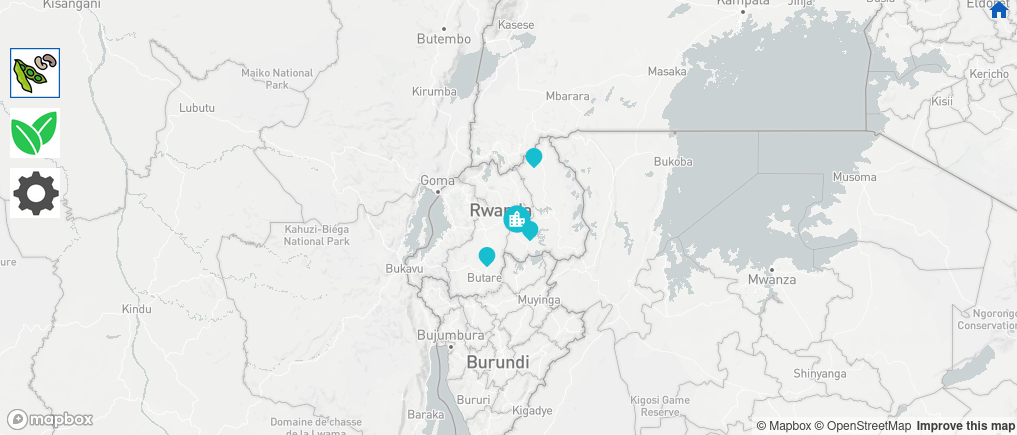 Kisangani
Kampala
Jinja
Busia
Eldoret
Kasese
Butembo
Maiko National
Park
Masaka
Kericho
Kirumba
Mbarara
Kisii
Lubutu
Bukoba
Musoma
Goma
Rwanda
Kahuzi-Biéga
National Park
ure
Bukavu
Butare
Mwanza
Muyinga
Kindu
Ngorongo
Conservation
Bujumbura
Burundi
Shinyanga
Bururi
Kigosi Game
Reserve
Baraka
Kigadye
Domaine de chasse
de la Lwama
mapbox
© Mapbox © OpenStreetMap Improve this map